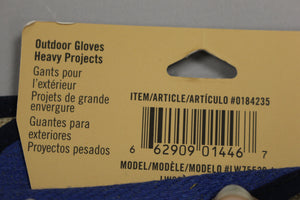 Outdoor Gloves
Heavy Projects
Gants pour
l'extérieur
Projets de grande
envergure
Guantes para
exteriores
Proyectos pesados
ITEM/ARTICLE/ARTÍCULO #0184235
6 62909 01446 7
MODEL/MODÈLE/MODELO